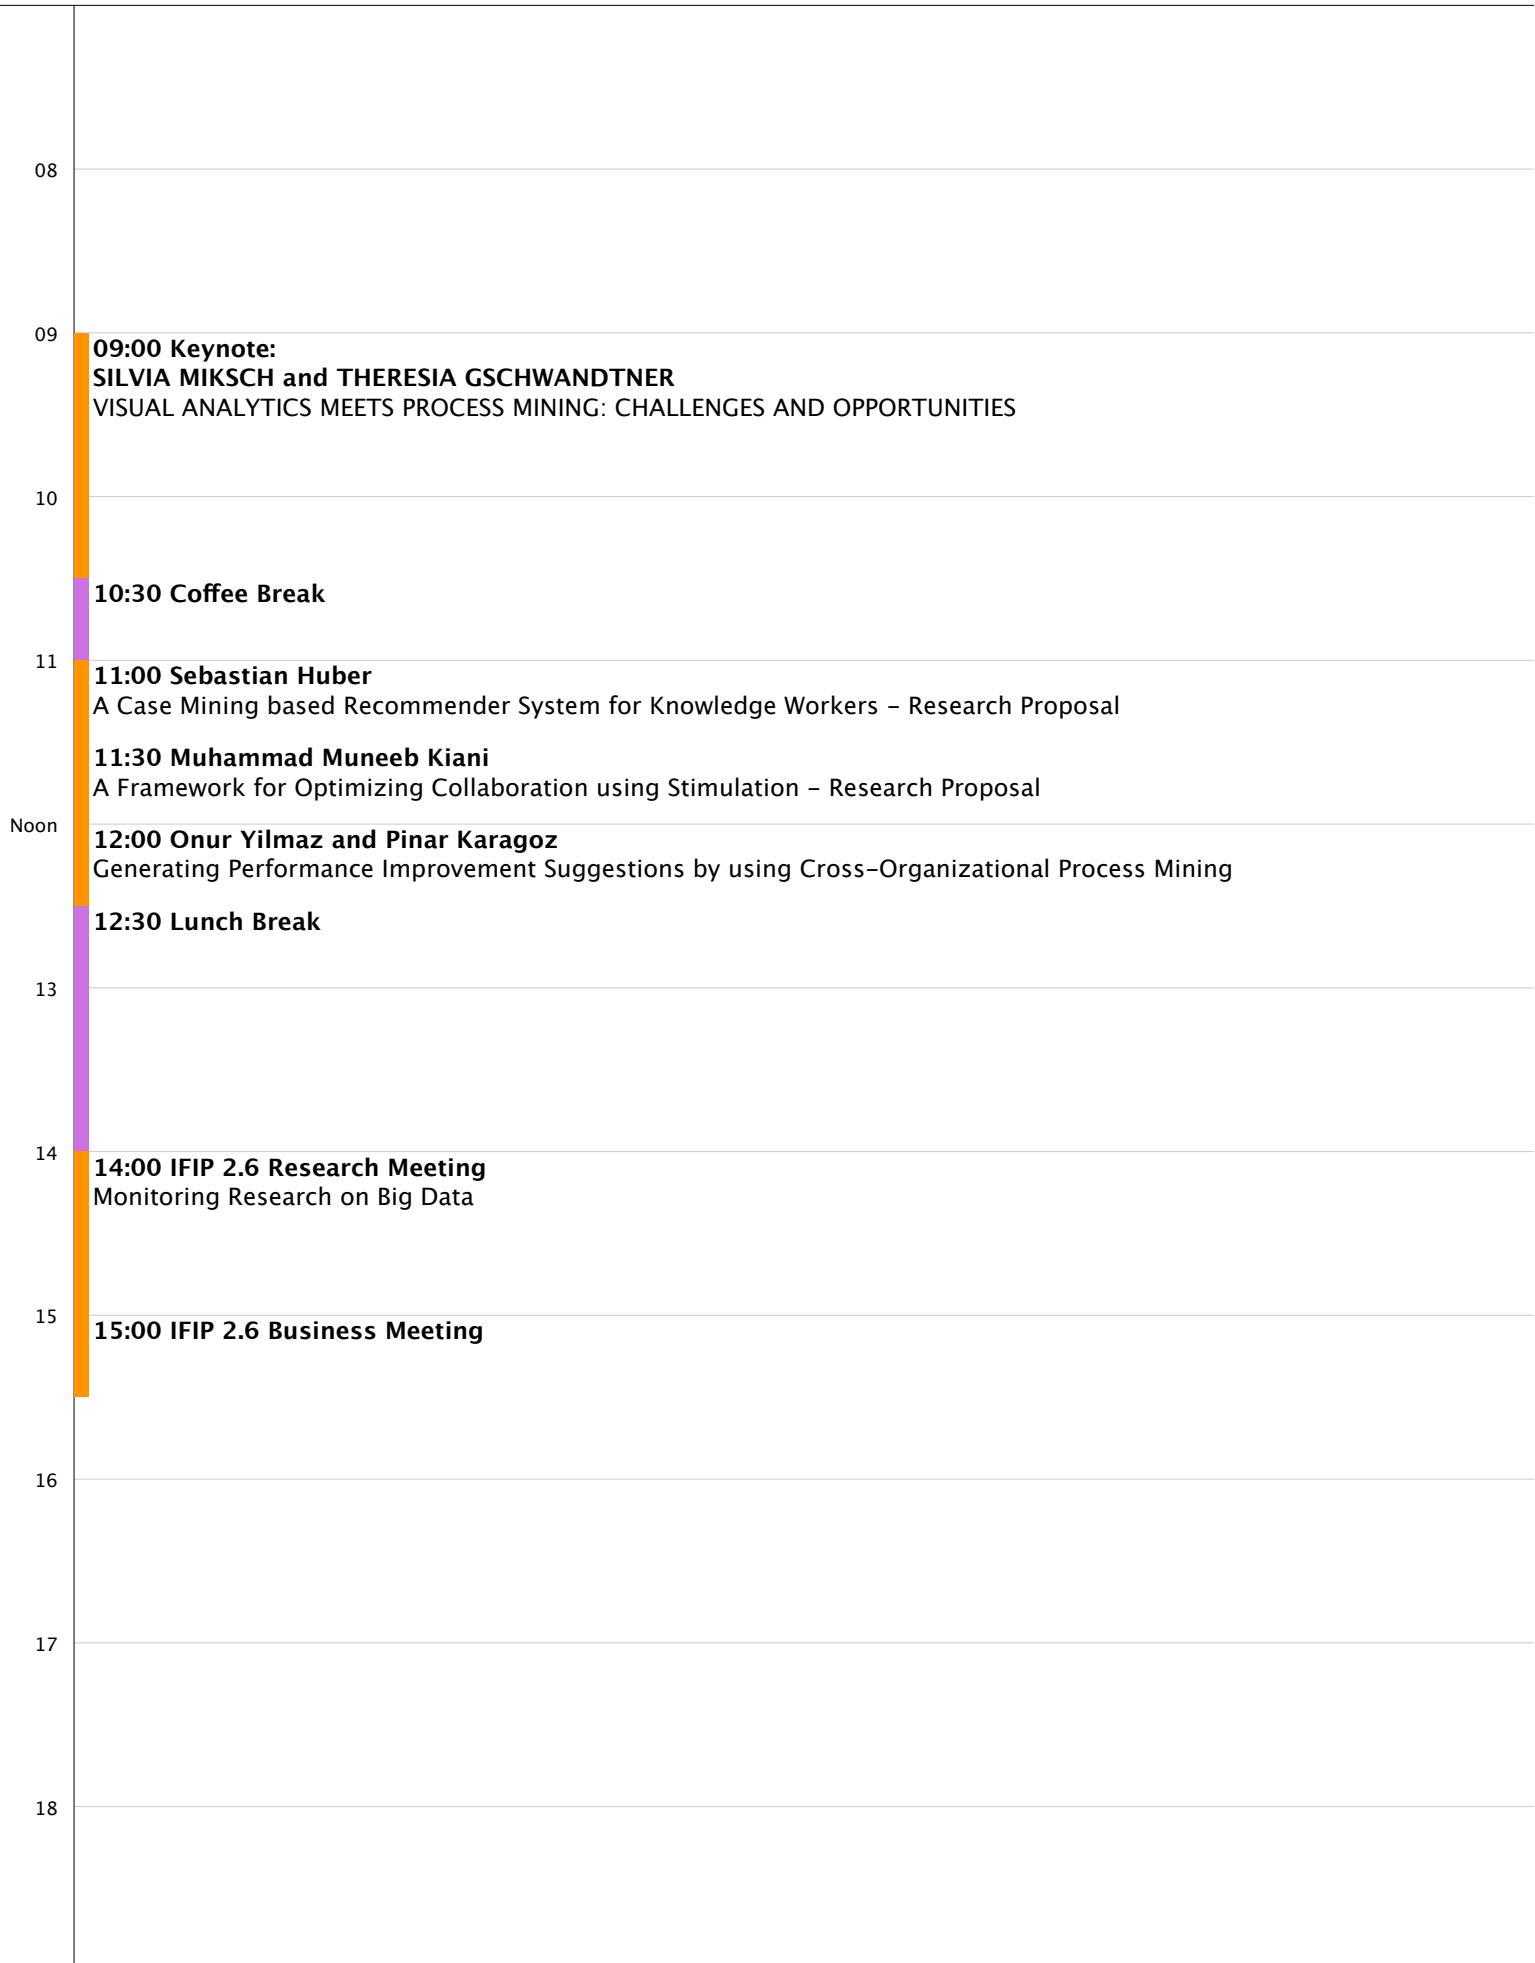 08
09
09:00 Keynote:
SILVIA MIKSCH and THERESIA GSCHWANDTNER
VISUAL ANALYTICS MEETS PROCESS MINING: CHALLENGES AND OPPORTUNITIES
10
10:30 Coffee Break
11
11:00 Sebastian Huber
A Case Mining based Recommender System for Knowledge Workers – Research Proposal
11:30 Muhammad Muneeb Kiani
A Framework for Optimizing Collaboration using Stimulation – Research Proposal
Noon
12:00 Onur Yilmaz and Pinar Karagoz
Generating Performance Improvement Suggestions by using Cross-Organizational Process Mining
12:30 Lunch Break
13
14
14:00 IFIP 2.6 Research Meeting
Monitoring Research on Big Data
15
15:00 IFIP 2.6 Business Meeting
16
17
18